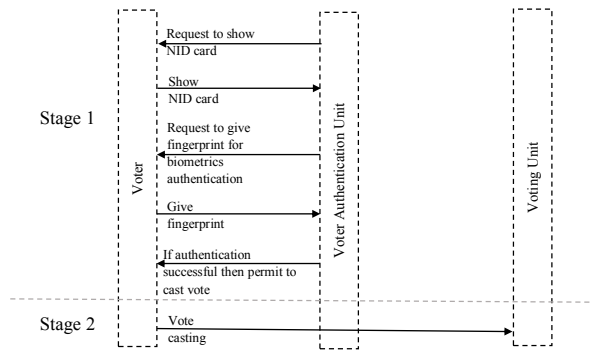 Request to show
NID card
Show
NID card
Stage 1
Request to give
fingerprint for
biometrics
authentication
Voter
Voter Authentication Unit
Voting Unit
Give
fingerprint
If authentication
successful then permit to
cast vote
Stage 2
Vote
casting